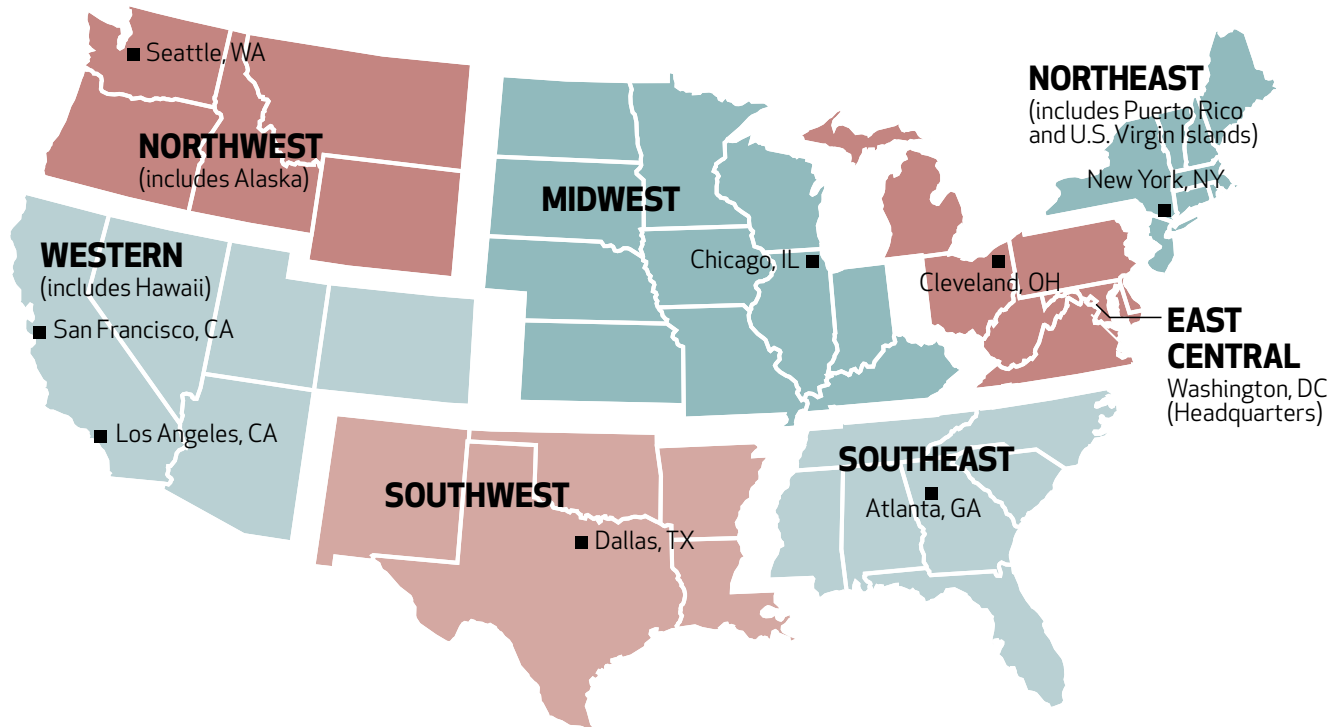 Seattle, WA
NORTHWEST
(includes Alaska)
WESTERN
(includes Hawaii)
San Francisco, CA
Los Angeles, CA
MIDWEST
Chicago, IL
SOUTHWEST
Dallas, TX
NORTHEAST
(includes Puerto Rico
and U.S. Virgin Islands)
New York, NY
Cleveland, OH
EAST
CENTRAL
Washington, DC
(Headquarters)
SOUTHEAST
Atlanta, GA